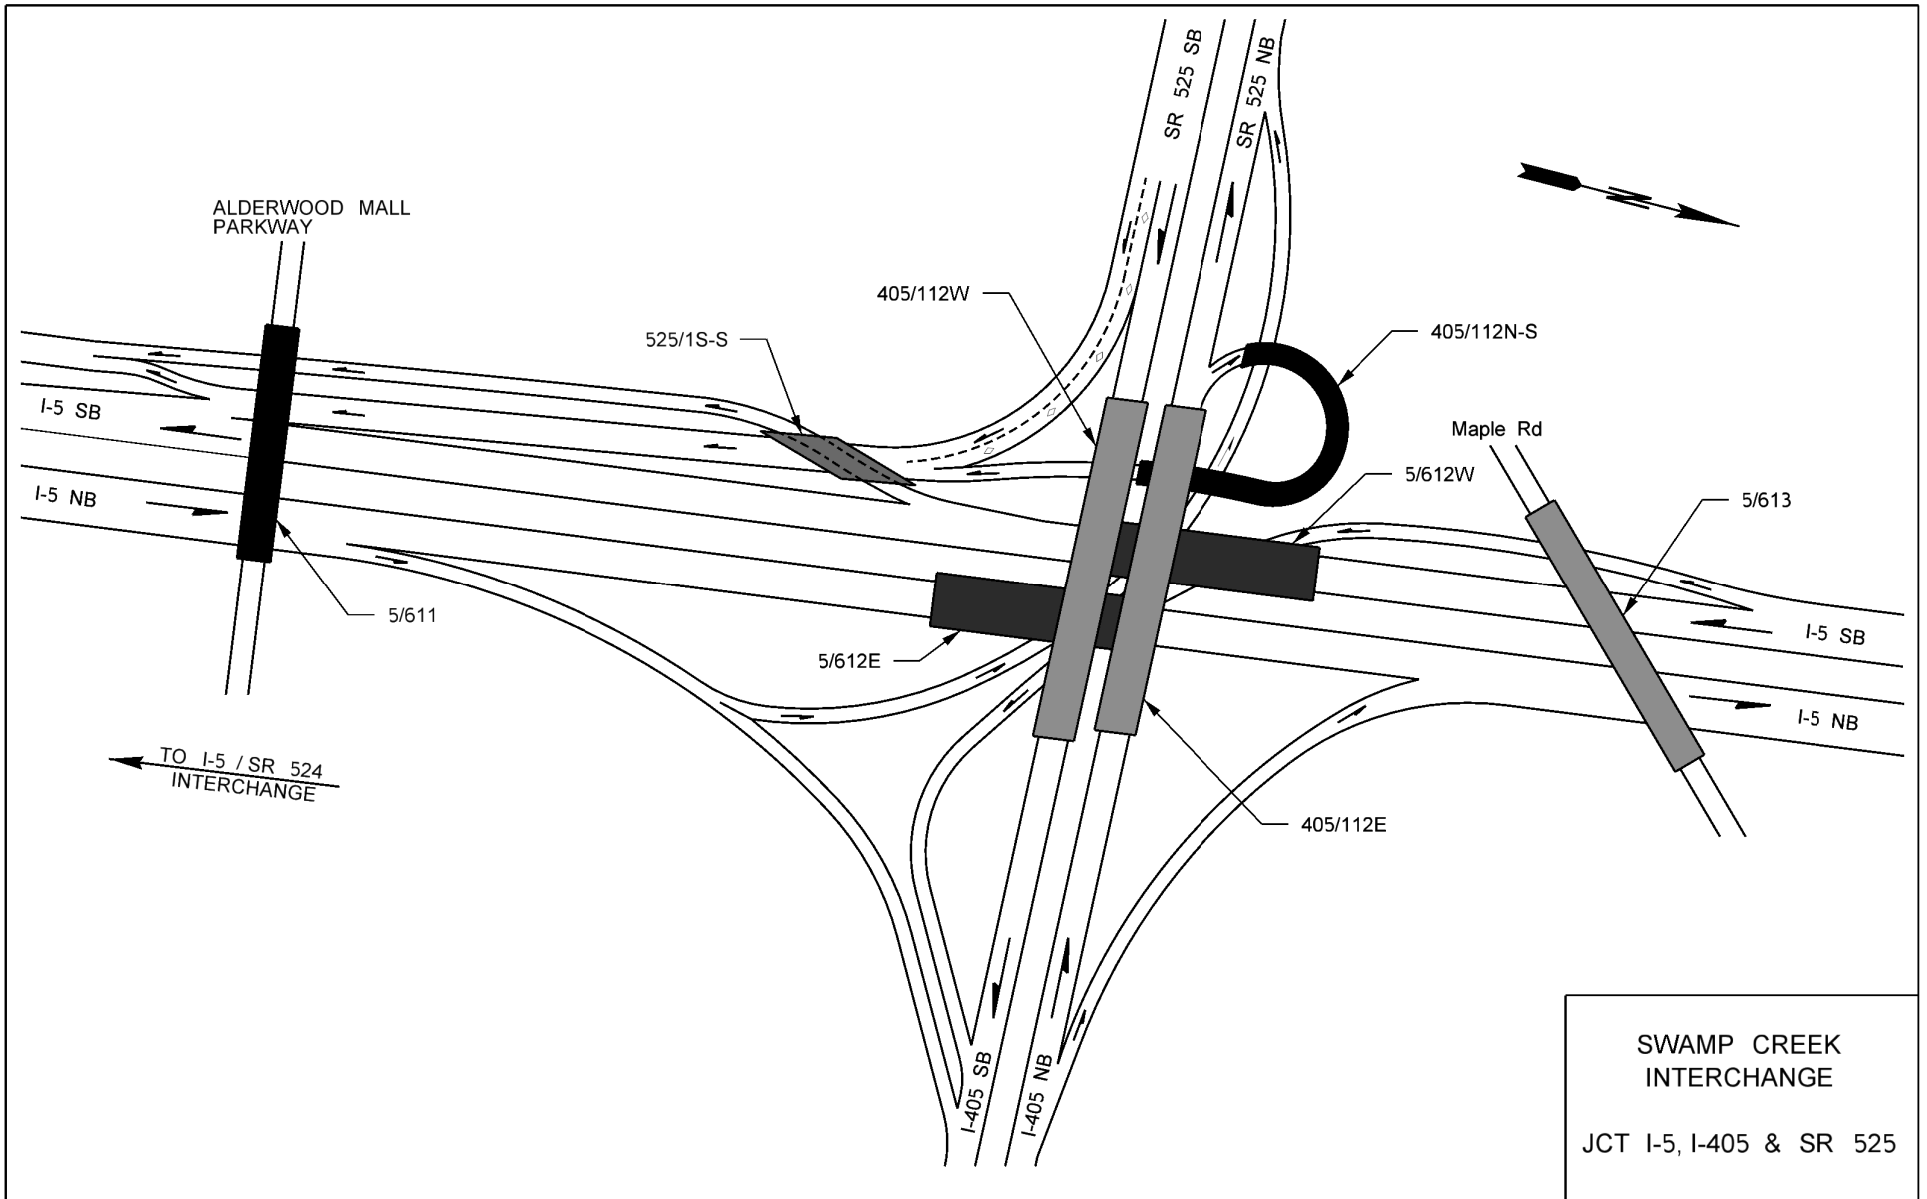 SR 525 SB
SR 525 NB
N
ALDERWOOD MALL
PARKWAY
405/112W
525/1S-S
405/112N-S
I-5 SB
I-5 NB
Maple Rd
5/612W
5/613
5/611
5/612E
I-5 SB
I-5 NB
TO I-5 / SR 524
INTERCHANGE
405/112E
I-405 SB
I-405 NB
SWAMP CREEK
INTERCHANGE
JCT I-5, I-405 & SR 525